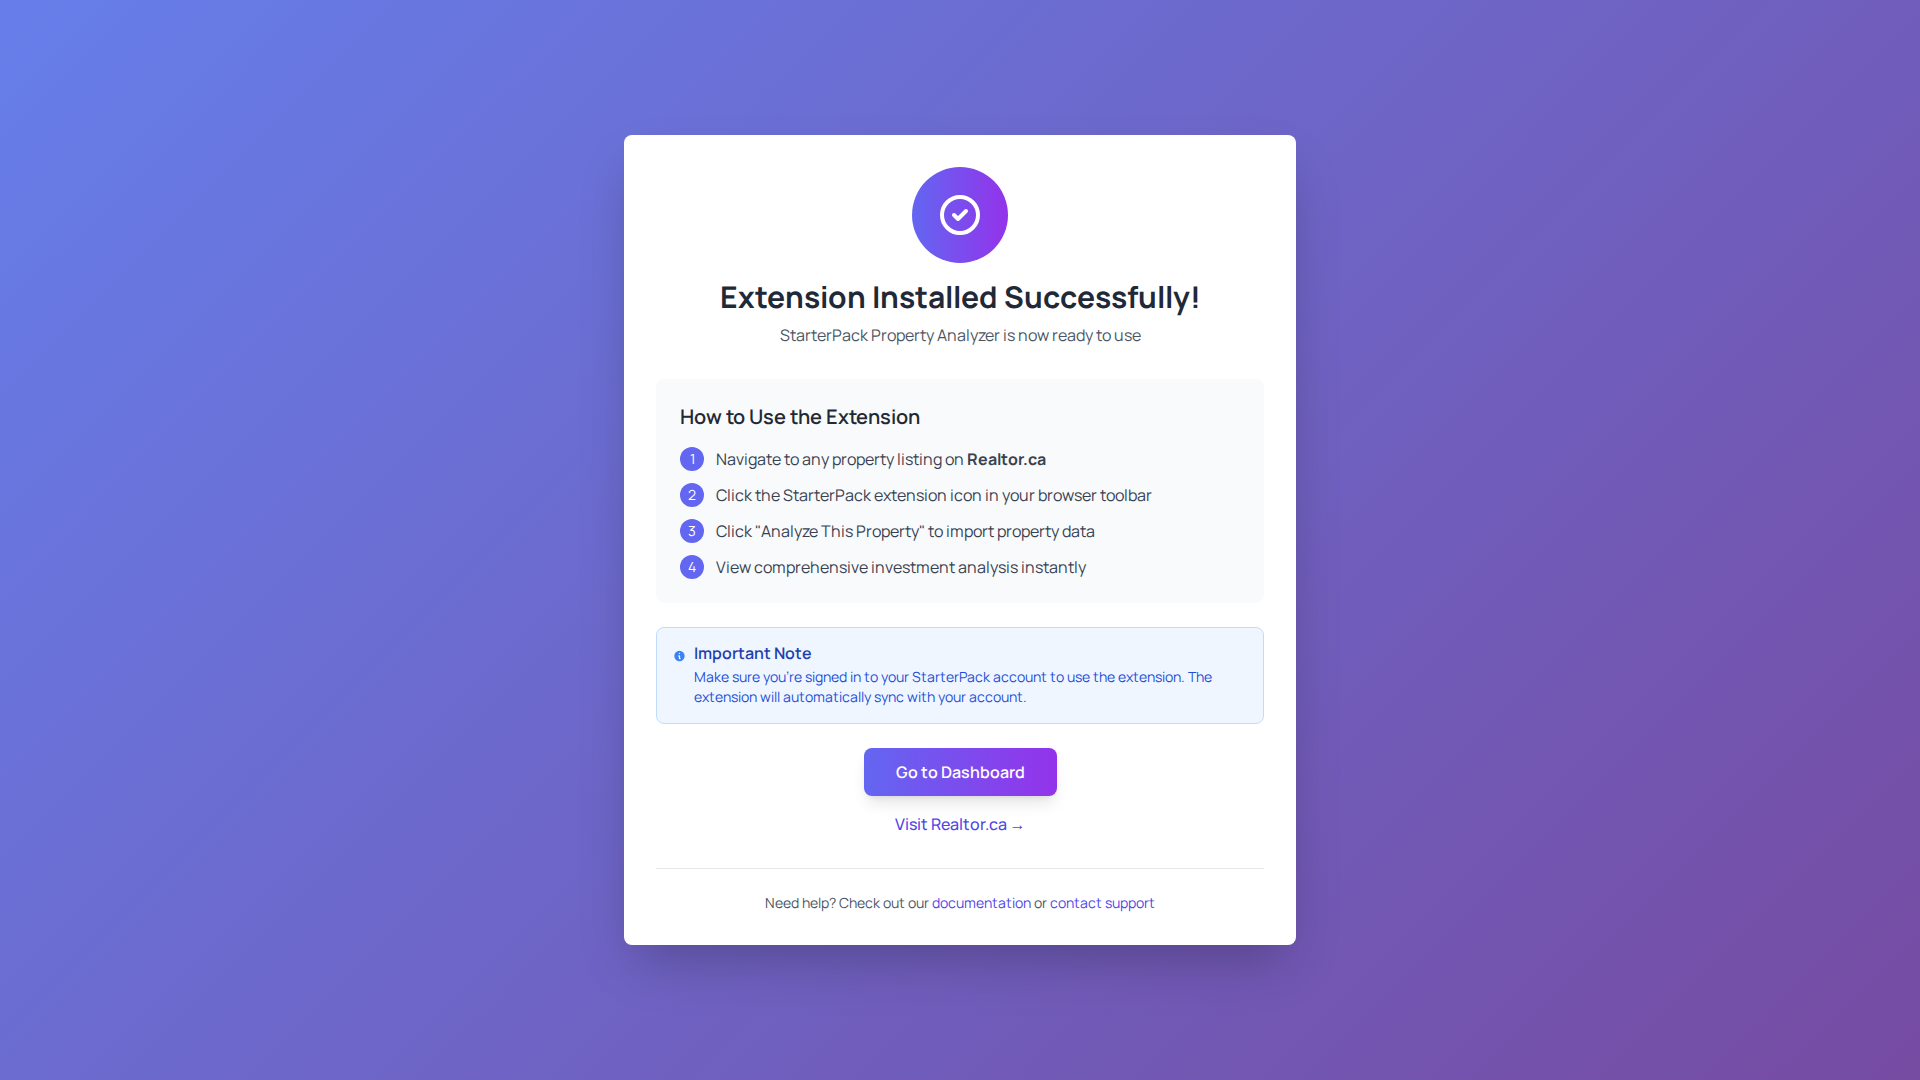 Extension Installed Successfully!
StarterPack Property Analyzer is now ready to use
How to Use the Extension
1 Navigate to any property listing on Realtor.ca
2 Click the StarterPack extension icon in your browser toolbar
3 Click "Analyze This Property" to import property data
4 View comprehensive investment analysis instantly
Important Note
Make sure you're signed in to your StarterPack account to use the extension. The
extension will automatically sync with your account.
Go to Dashboard
Visit Realtor.ca →
Need help? Check out our documentation or contact support